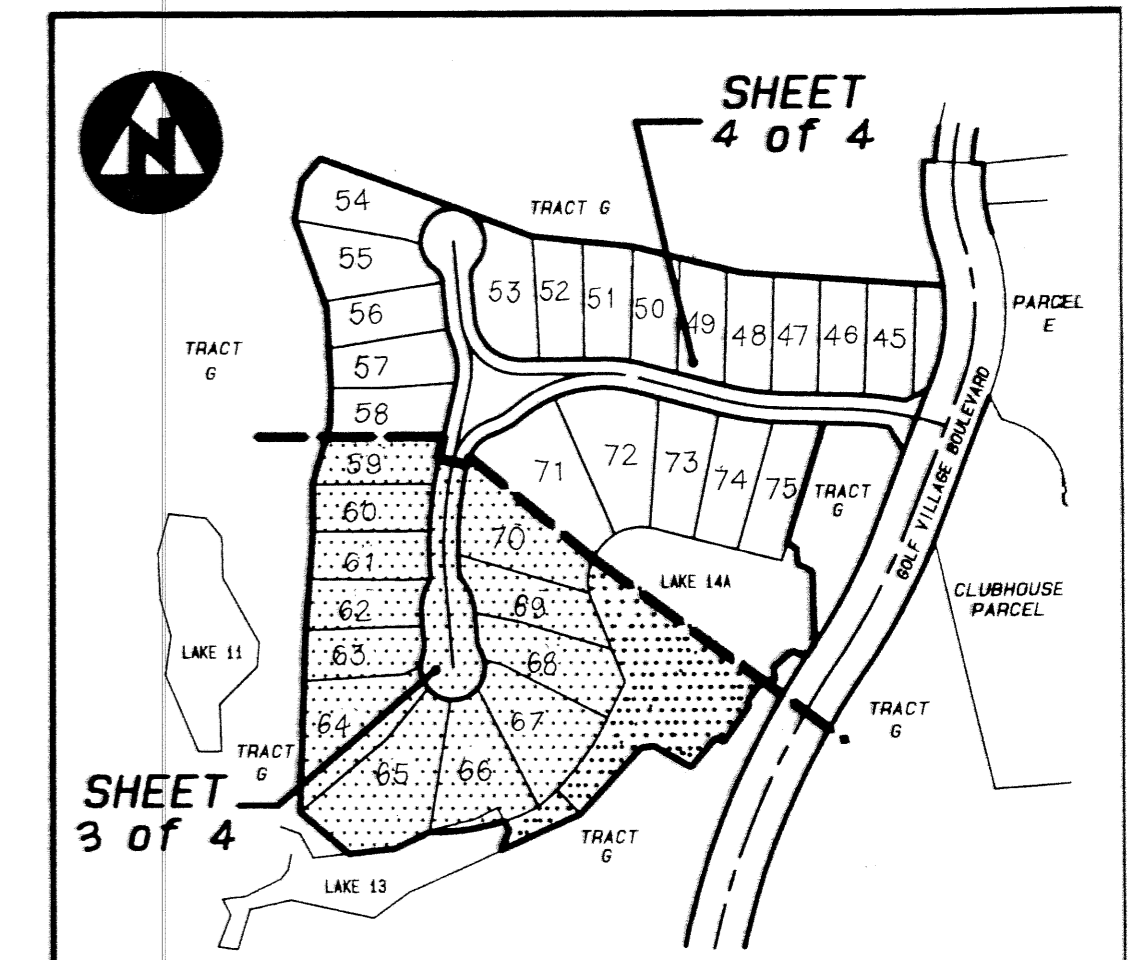 N
SHEET
4 of 4
54
TRACT G
55
53
52
51
50
49
48
47
46
45
56
57
58
PARCEL
E
TRACT
G
GOLF VILLAGE BOULEVARD
59
60
61
62
63
64
65
66
67
68
69
70
71
72
73
74
75
TRACT
G
LAKE 14A
CLUBHOUSE
PARCEL
LAKE 11
TRACT
G
TRACT
G
SHEET
3 of 4
TRACT
G
LAKE 13